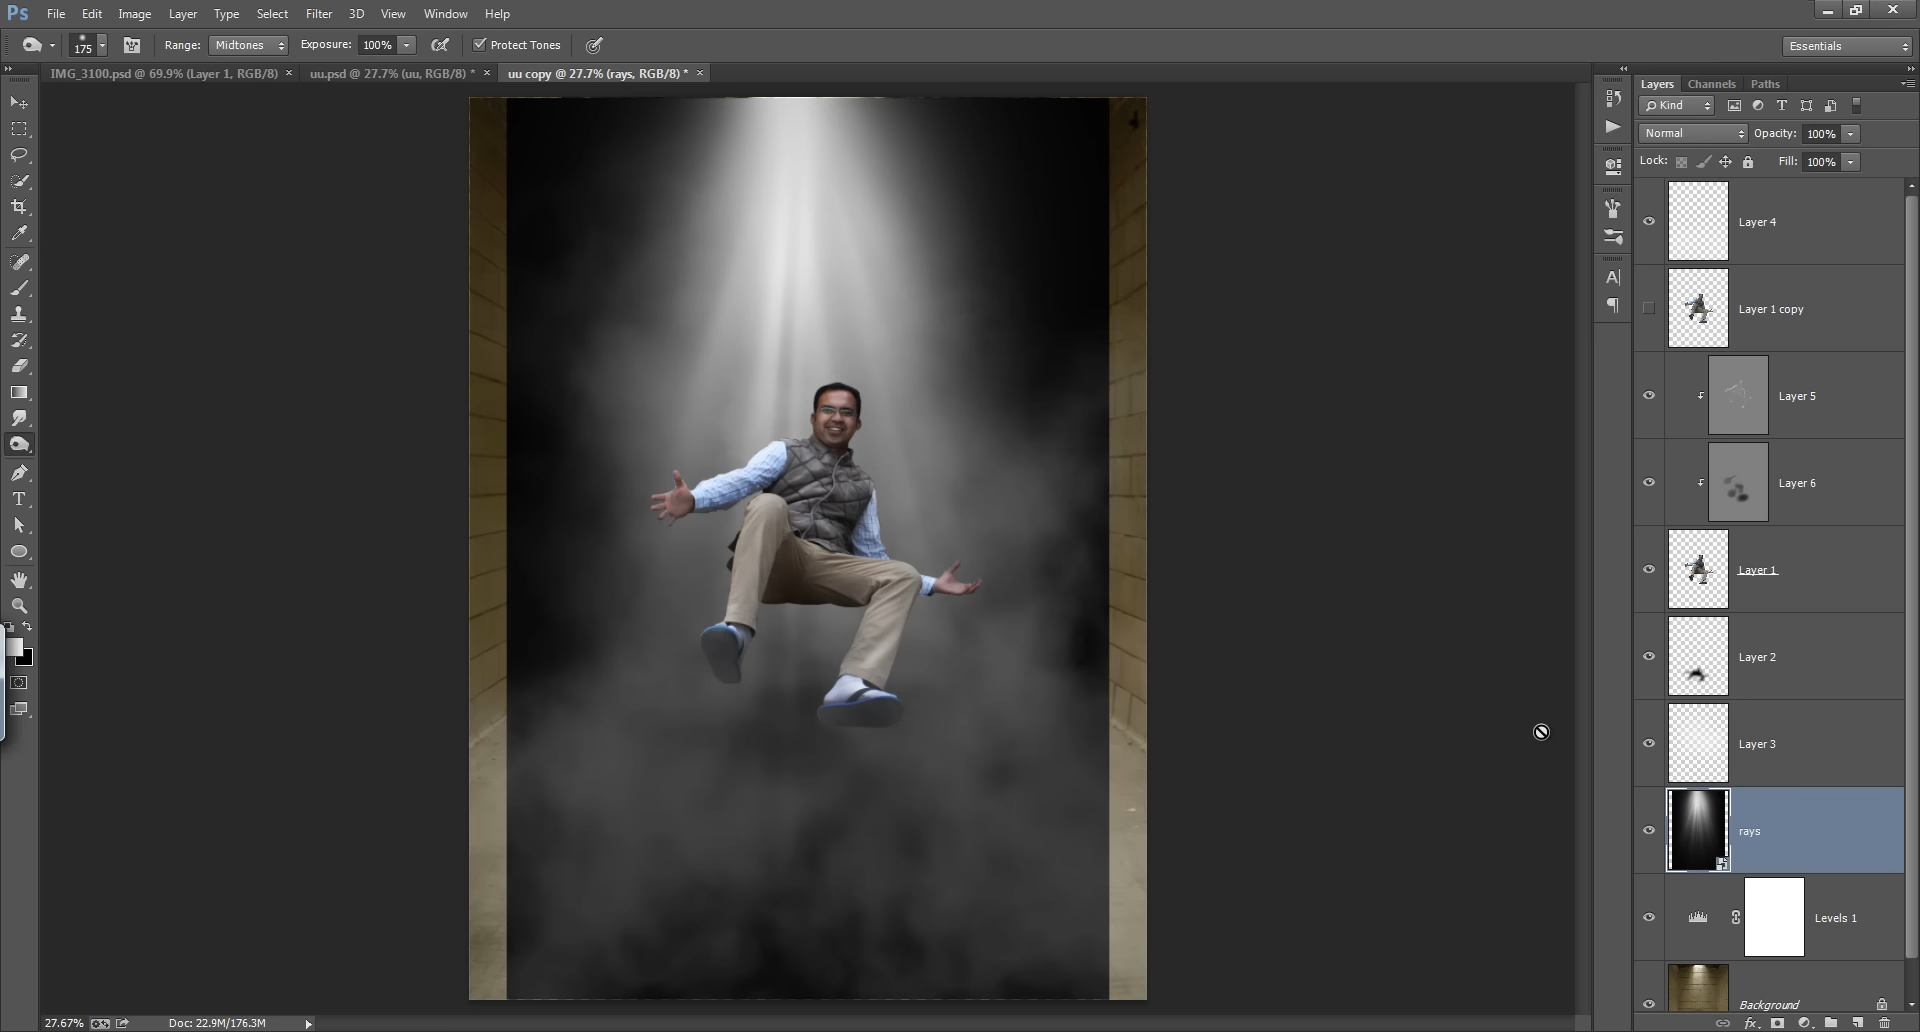 Ps File Edit Image Layer Type Select Filter 3D View Window Help
175 Range: Midtones Exposure: 100% Protect Tones Essentials
IMG_3100.psd @ 69.9% (Layer 1, RGB/8) × uu.psd @ 27.7% (uu, RGB/8) * × uu copy @ 27.7% (rays, RGB/8) * ×
Layers Channels Paths
Kind
Normal Opacity: 100%
Lock: Fill: 100%
Layer 4
Layer 1 copy
Layer 5
Layer 6
Layer 1
Layer 2
Layer 3
rays
Levels 1
Background
27.67% Doc: 22.9M/176.3M